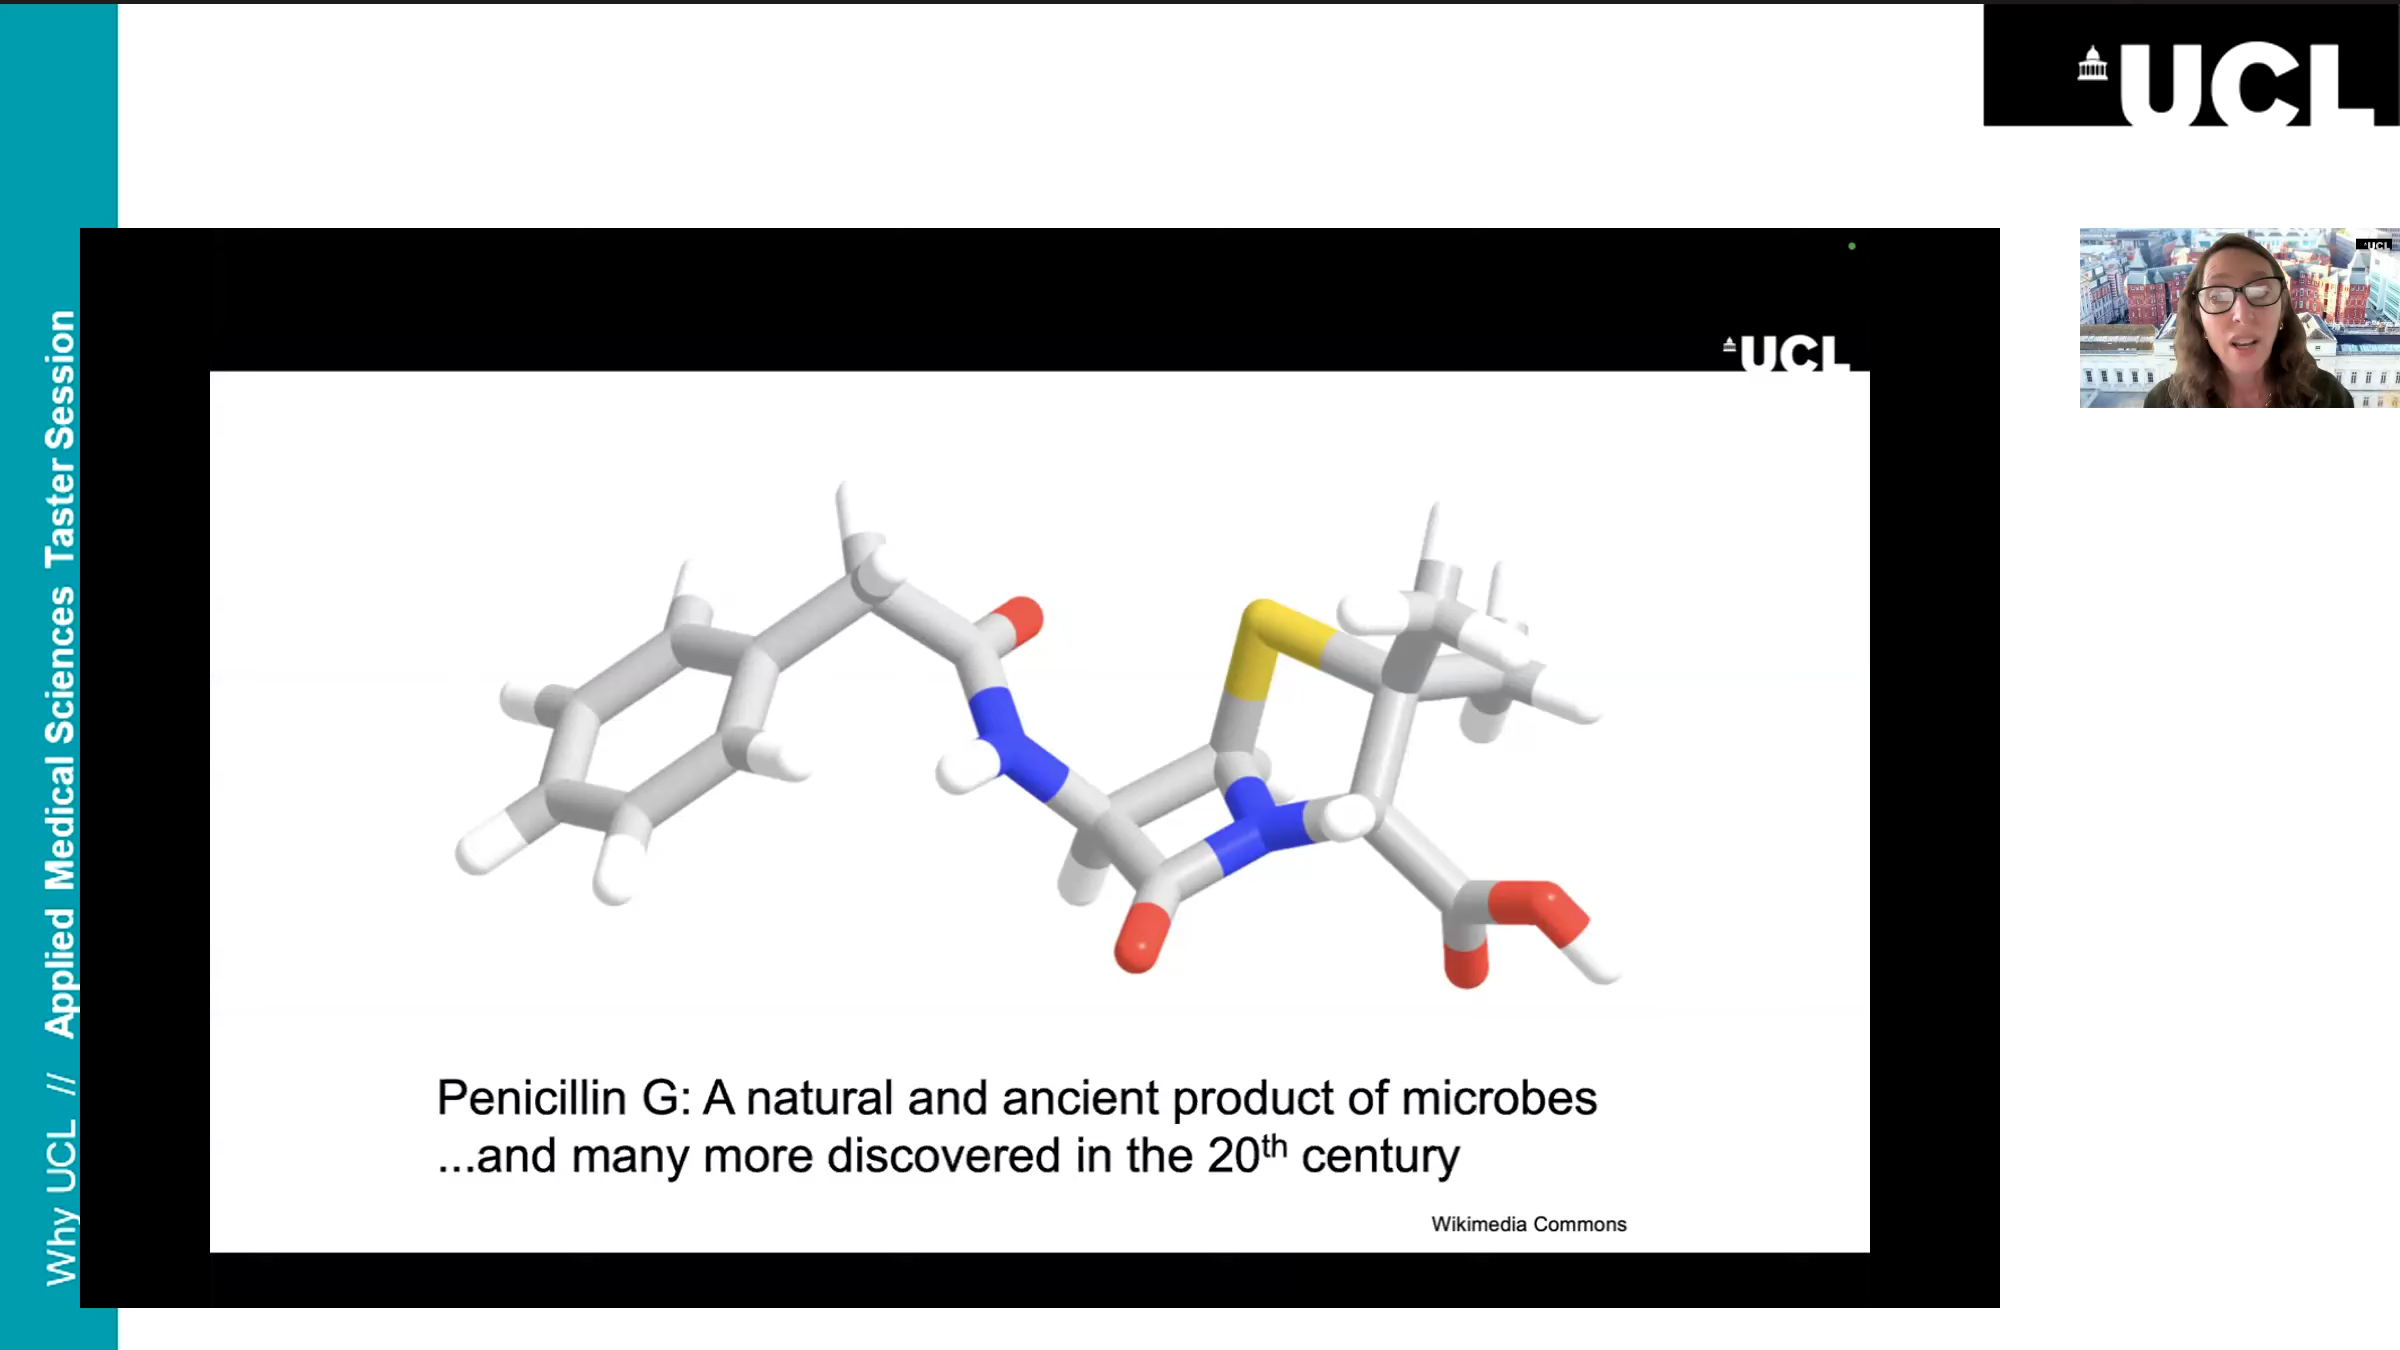 UCL
UCL
UCL
Why UCL // Applied Medical Sciences Taster Session
Penicillin G: A natural and ancient product of microbes
...and many more discovered in the 20th century
Wikimedia Commons